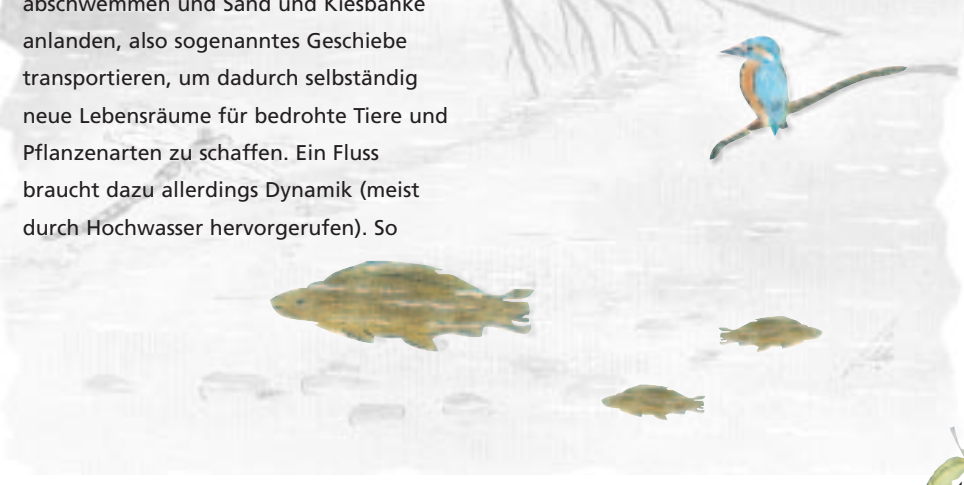 abschwemmen und Sand und Kiesbänke
anlanden, also sogenanntes Geschiebe
transportieren, um dadurch selbständig
neue Lebensräume für bedrohte Tiere und
Pflanzenarten zu schaffen. Ein Fluss
braucht dazu allerdings Dynamik (meist
durch Hochwasser hervorgerufen). So